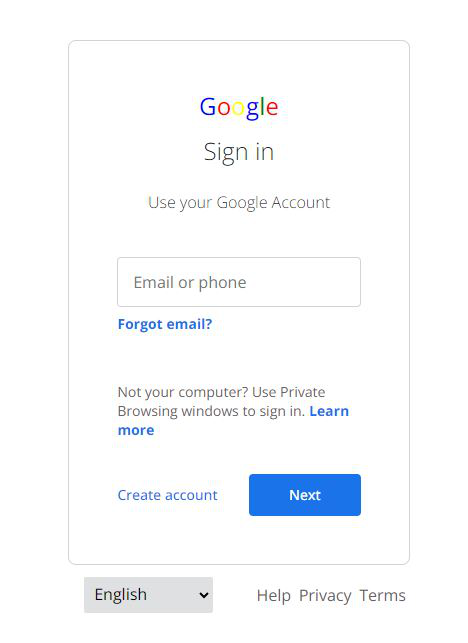 Google
Sign in
Use your Google Account
Email or phone
Forgot email?
Not your computer? Use Private
Browsing windows to sign in. Learn
more
Create account Next
English Help Privacy Terms